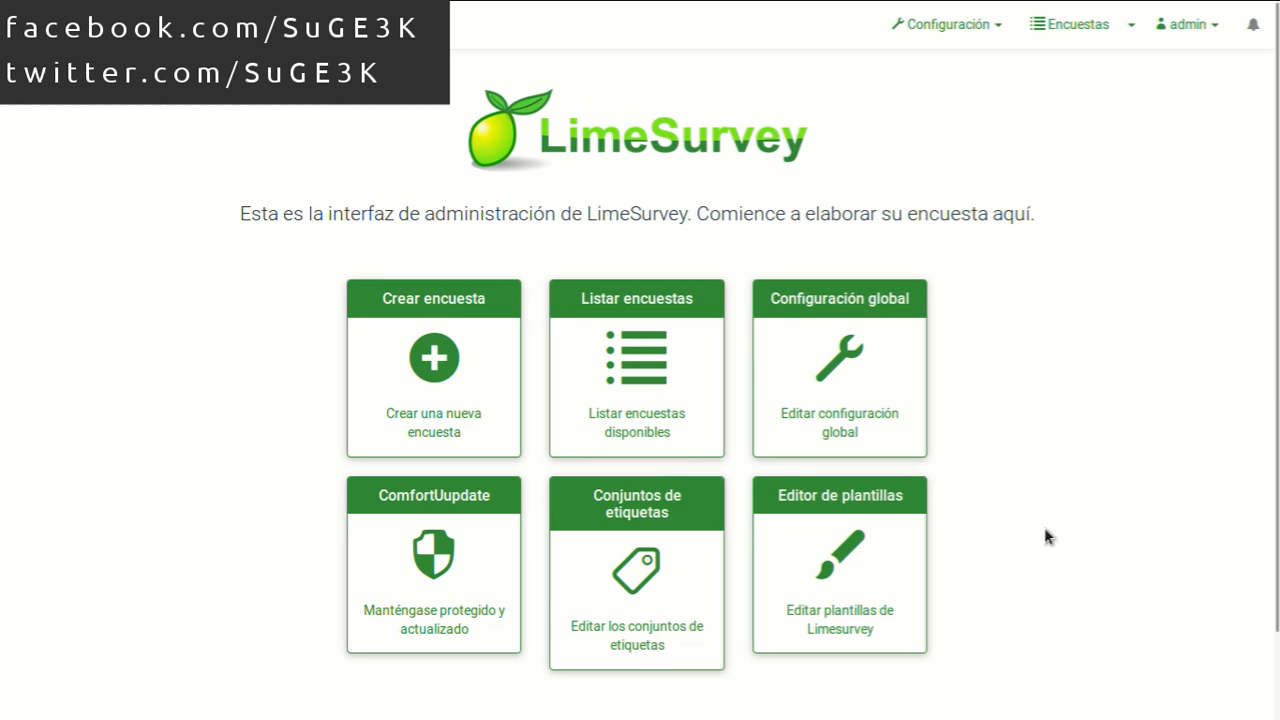 facebook.com/SuGE3K
twitter.com/SuGE3K
Configuración
Encuestas
admin
LimeSurvey
Esta es la interfaz de administración de LimeSurvey. Comience a elaborar su encuesta aquí.
Crear encuesta
Crear una nueva
encuesta
Listar encuestas
Listar encuestas
disponibles
Configuración global
Editar configuración
global
ComfortUupdate
Manténgase protegido y
actualizado
Conjuntos de
etiquetas
Editar los conjuntos de
etiquetas
Editor de plantillas
Editar plantillas de
Limesurvey